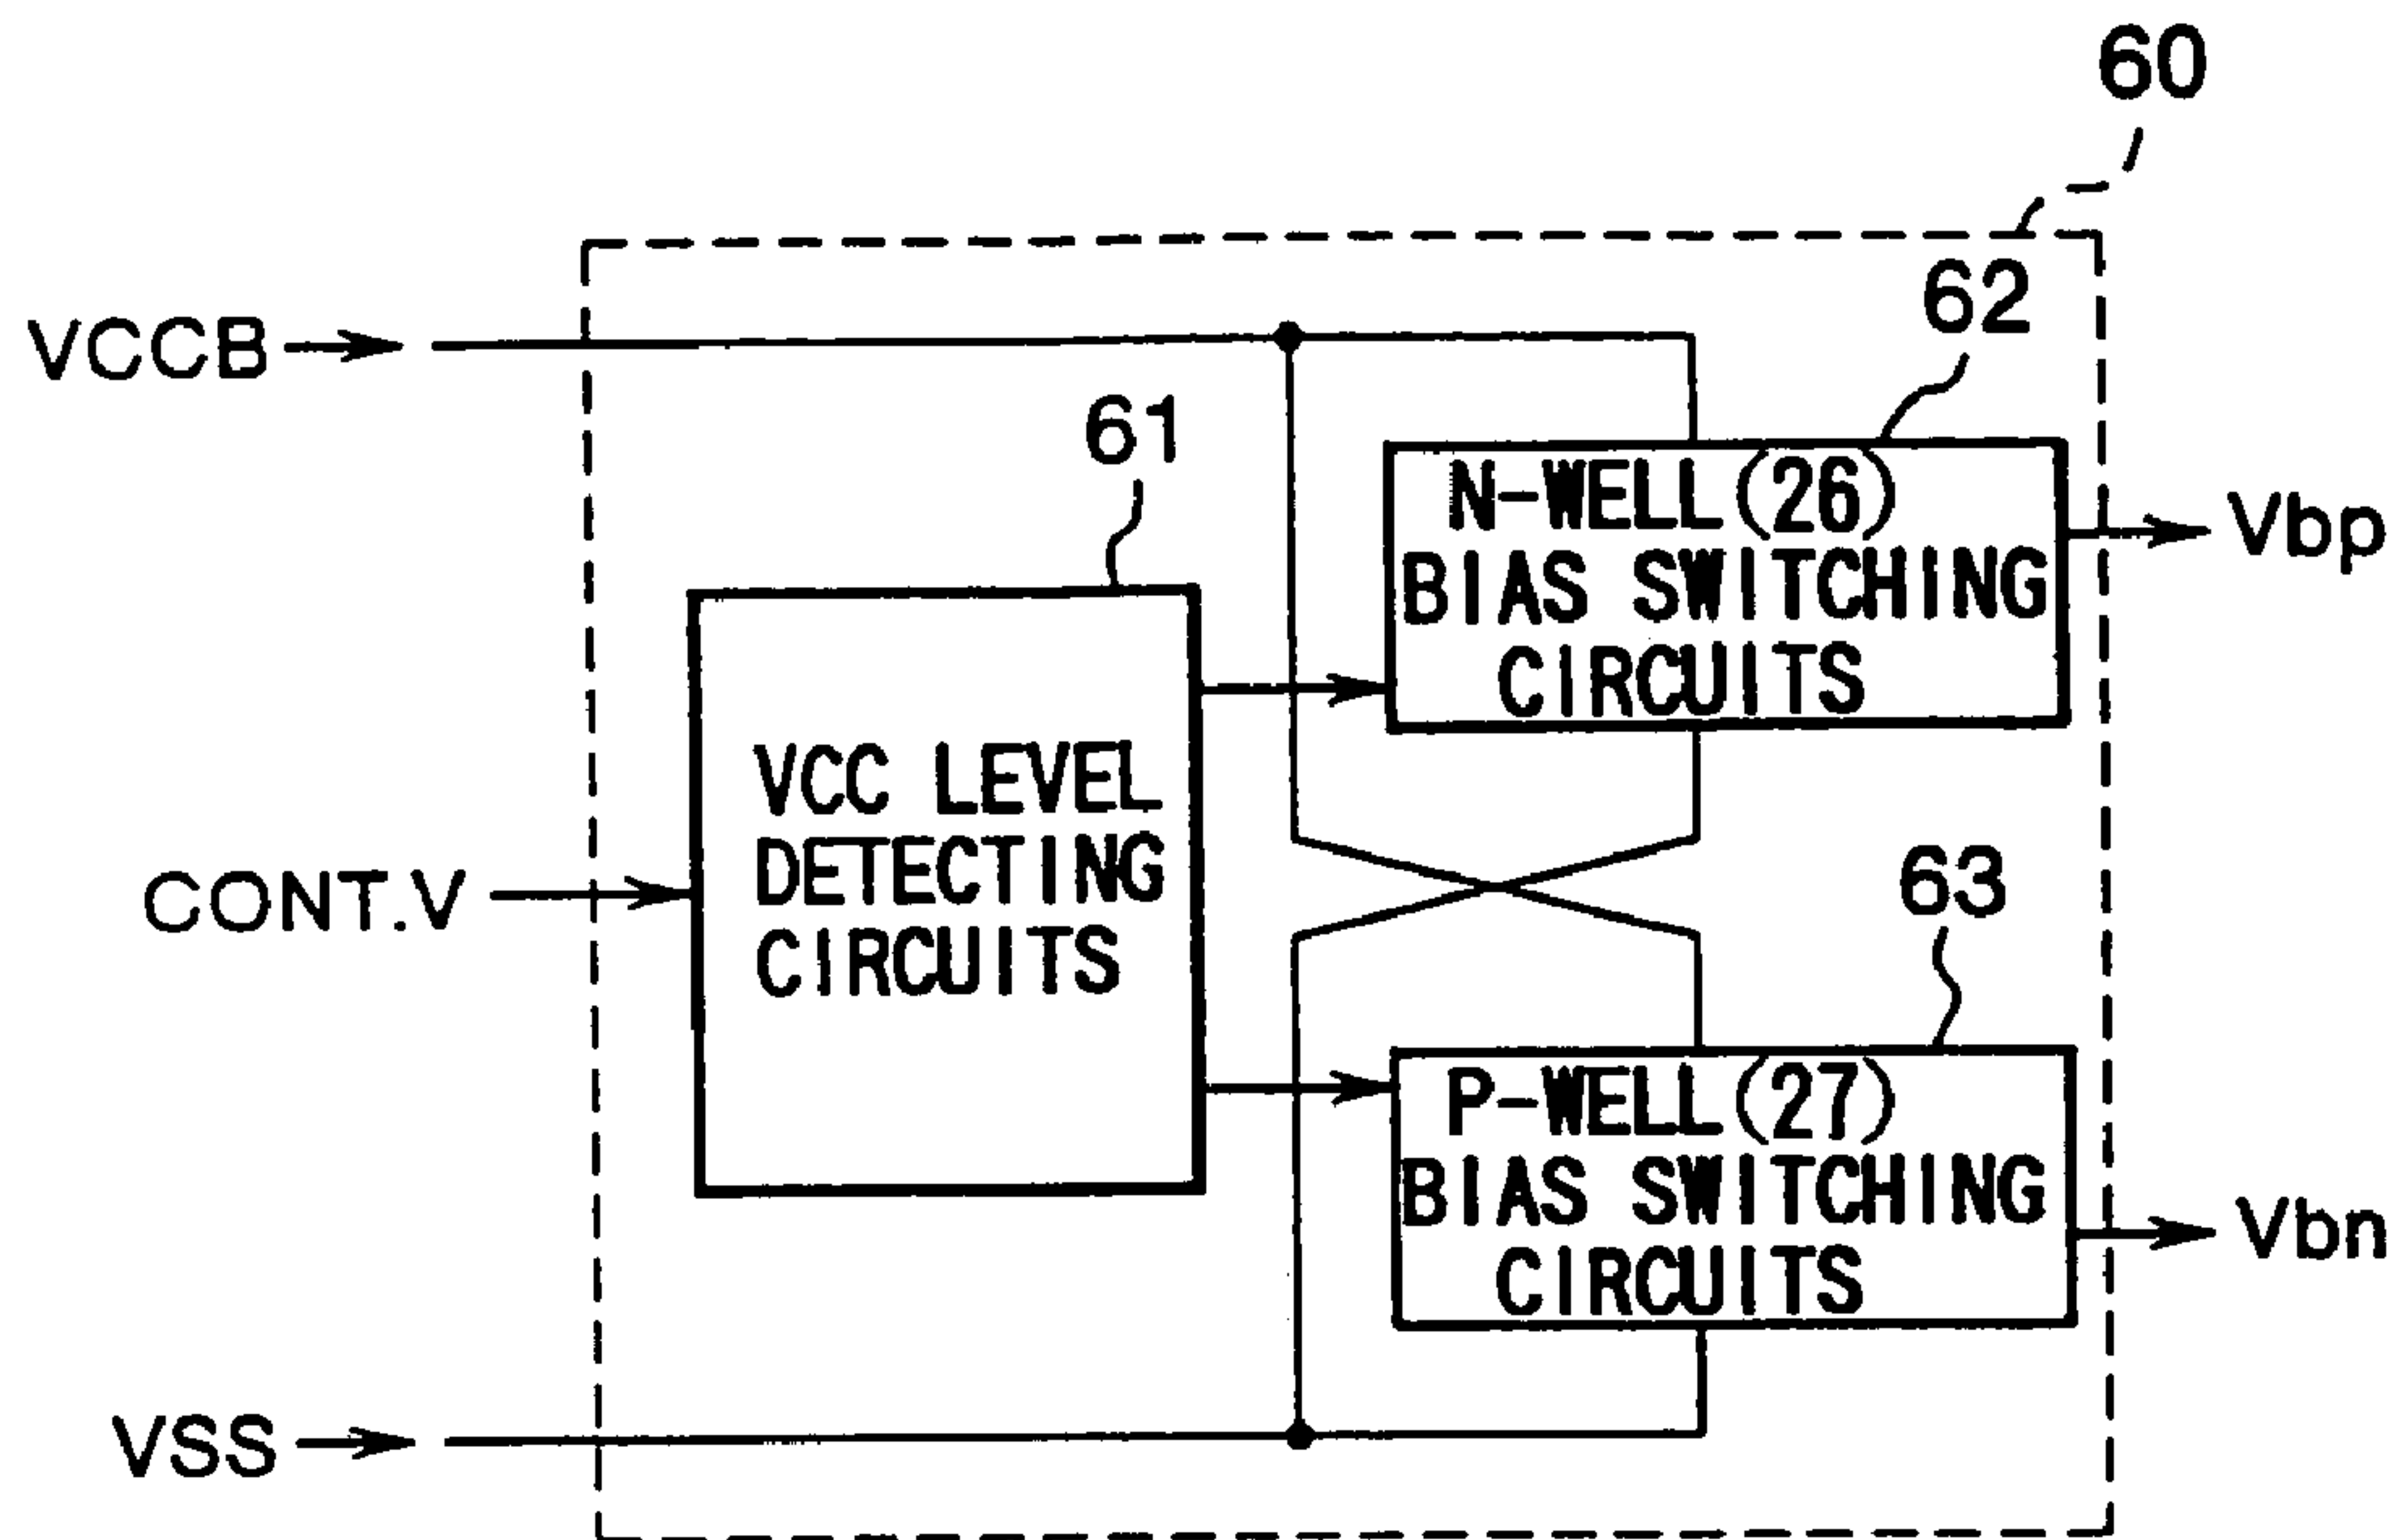 60
62
VCCB
61
N-WELL(26)
BIAS SWITCHING
CIRCUITS
Vbp
VCC LEVEL
DETECTING
CIRCUITS
CONT.V
63
P-WELL(27)
BIAS SWITCHING
CIRCUITS
Vbn
VSS